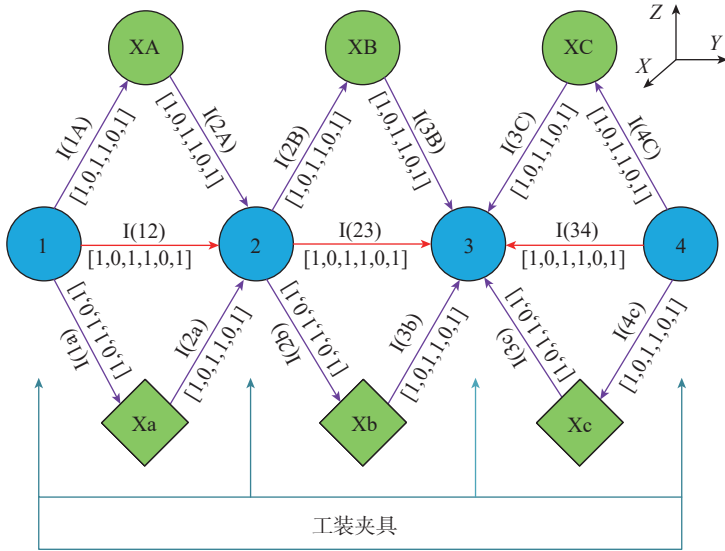 XA
XB
XC
Z
Y
X
I(1A)
[1,0,1,1,0,1]
I(2A)
[1,0,1,1,0,1]
I(2B)
[1,0,1,1,0,1]
I(3B)
[1,0,1,1,0,1]
I(3C)
[1,0,1,1,0,1]
I(4C)
[1,0,1,1,0,1]
1
I(12)
[1,0,1,1,0,1]
2
I(23)
[1,0,1,1,0,1]
3
I(34)
[1,0,1,1,0,1]
4
I(1a)
[1,0,1,1,0,1]
I(2a)
[1,0,1,1,0,1]
I(2b)
[1,0,1,1,0,1]
I(3b)
[1,0,1,1,0,1]
I(3c)
[1,0,1,1,0,1]
I(4c)
[1,0,1,1,0,1]
Xa
Xb
Xc
工装夹具